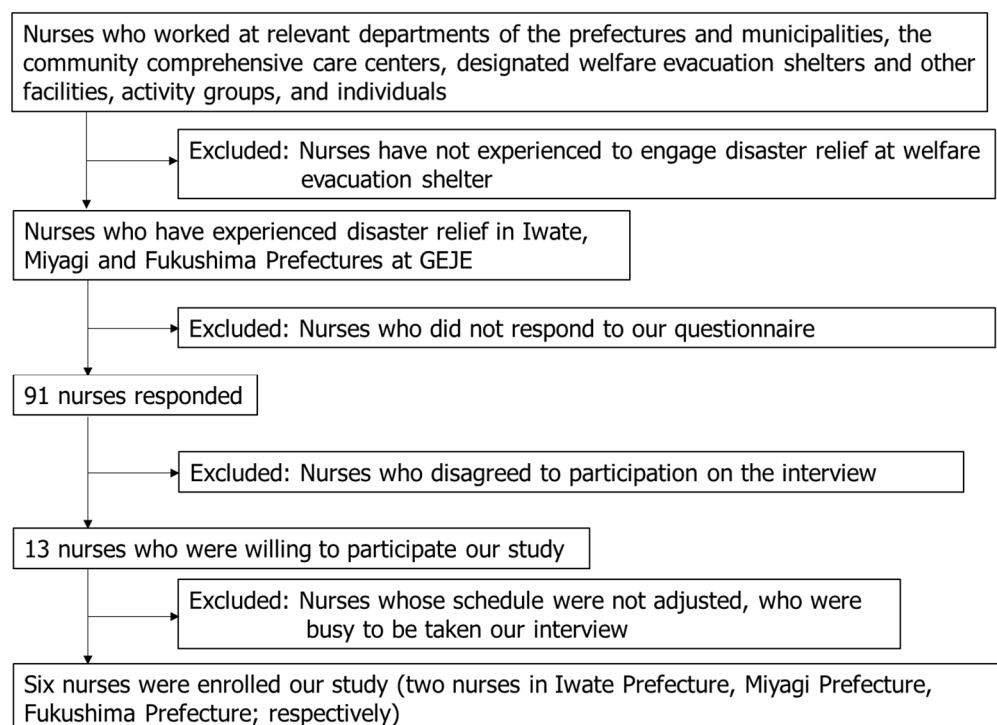 Nurses who worked at relevant departments of the prefectures and municipalities, the
community comprehensive care centers, designated welfare evacuation shelters and other
facilities, activity groups, and individuals
Excluded: Nurses have not experienced to engage disaster relief at welfare
evacuation shelter
Nurses who have experienced disaster relief in Iwate,
Miyagi and Fukushima Prefectures at GEJE
Excluded: Nurses who did not respond to our questionnaire
91 nurses responded
Excluded: Nurses who disagreed to participation on the interview
13 nurses who were willing to participate our study
Excluded: Nurses whose schedule were not adjusted, who were
busy to be taken our interview
Six nurses were enrolled our study (two nurses in Iwate Prefecture, Miyagi Prefecture,
Fukushima Prefecture; respectively)